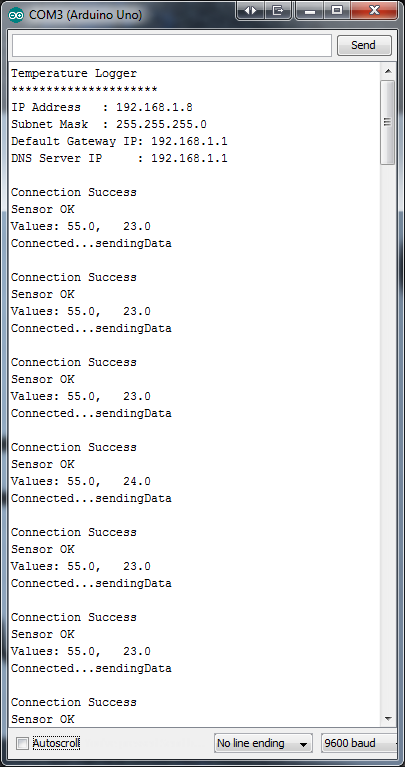 COM3 (Arduino Uno)
Send
Temperature Logger
*********************
IP Address   : 192.168.1.8
Subnet Mask  : 255.255.255.0
Default Gateway IP: 192.168.1.1
DNS Server IP     : 192.168.1.1
Connection Success
Sensor OK
Values: 55.0,   23.0
Connected...sendingData
Connection Success
Sensor OK
Values: 55.0,   23.0
Connected...sendingData
Connection Success
Sensor OK
Values: 55.0,   23.0
Connected...sendingData
Connection Success
Sensor OK
Values: 55.0,   24.0
Connected...sendingData
Connection Success
Sensor OK
Values: 55.0,   23.0
Connected...sendingData
Connection Success
Sensor OK
Values: 55.0,   23.0
Connected...sendingData
Connection Success
Sensor OK
Autoscroll
No line ending
9600 baud